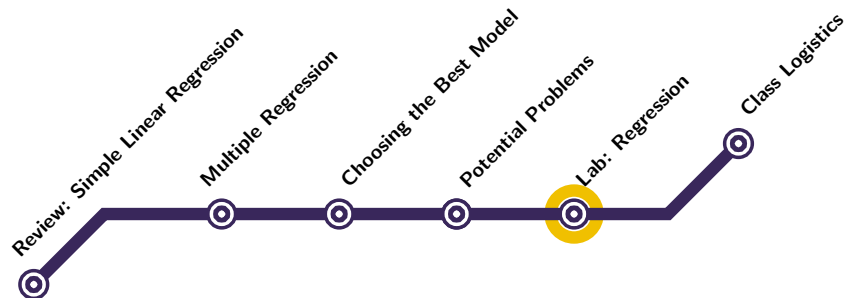 Review: Simple Linear Regression
Multiple Regression
Choosing the Best Model
Potential Problems
Lab: Regression
Class Logistics